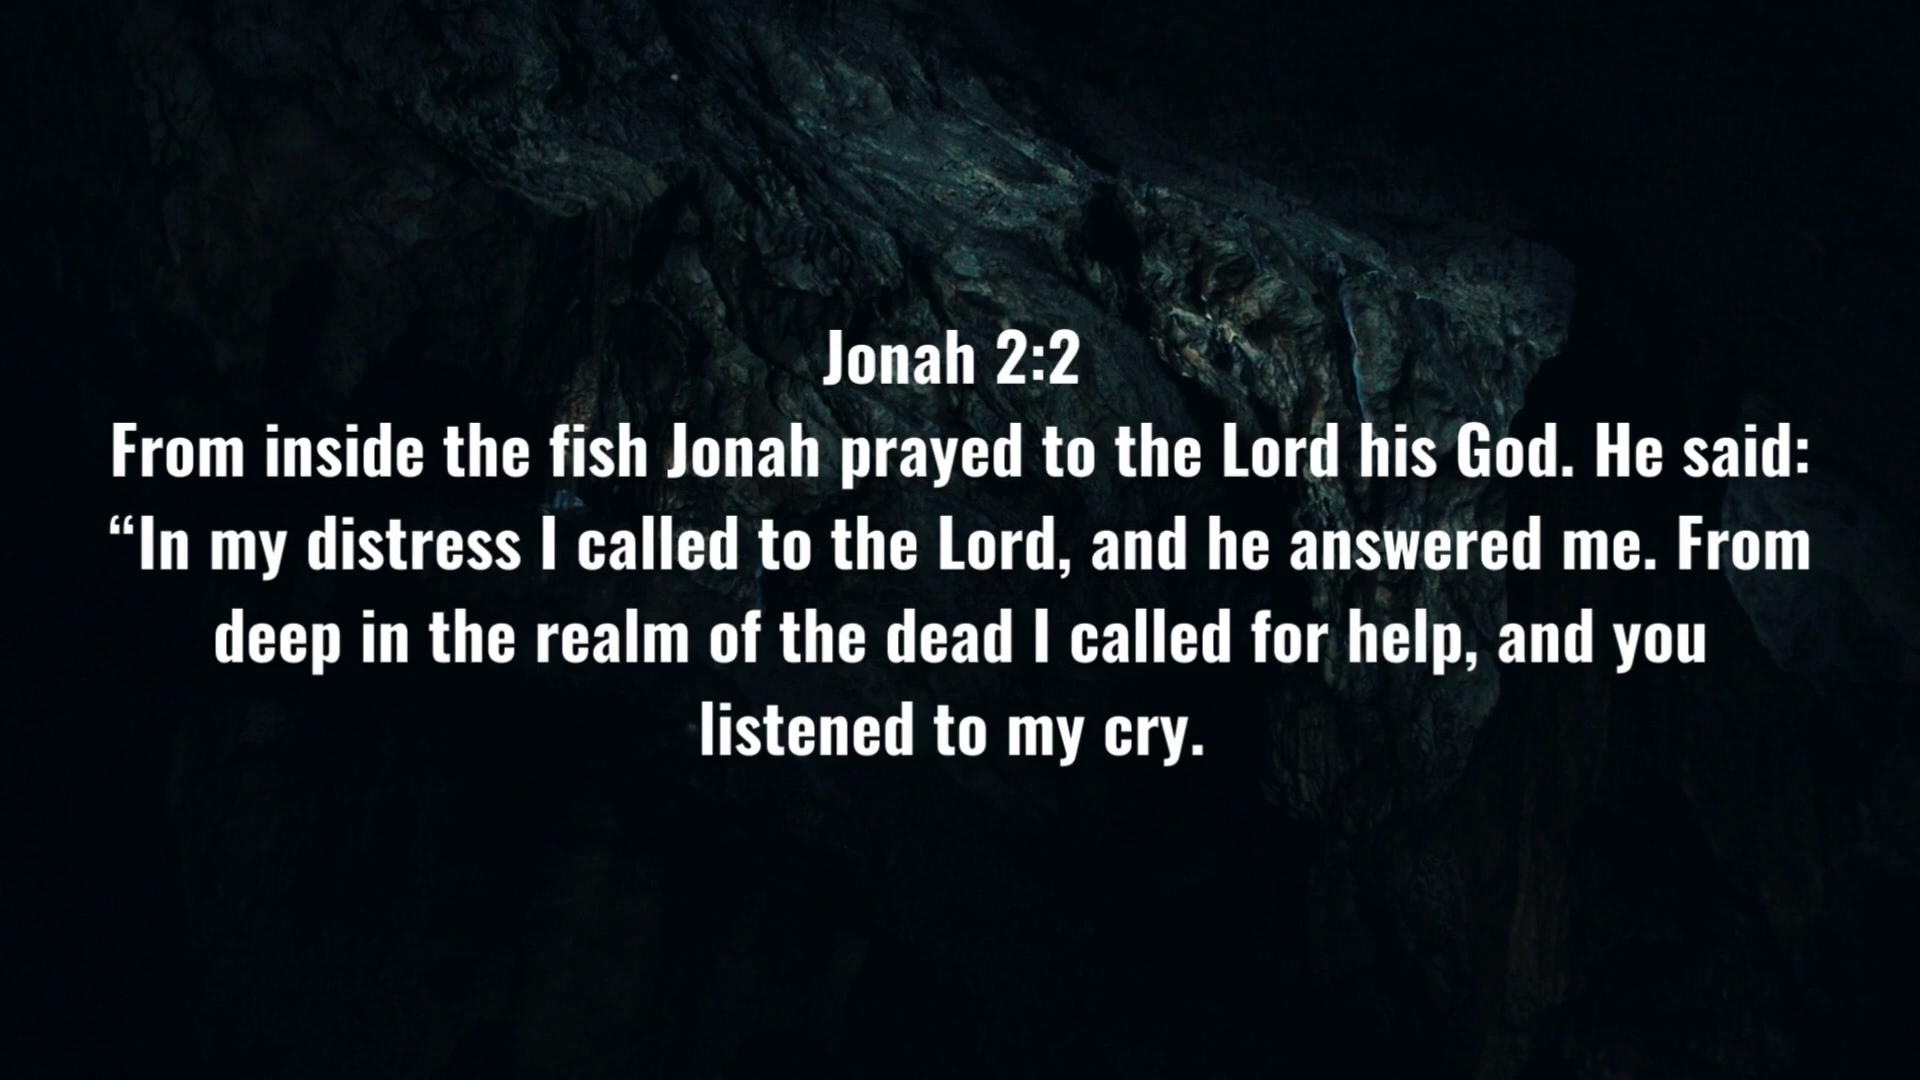 Jonah 2:2
From inside the fish Jonah prayed to the Lord his God. He said:
“In my distress I called to the Lord, and he answered me. From
deep in the realm of the dead I called for help, and you
listened to my cry.